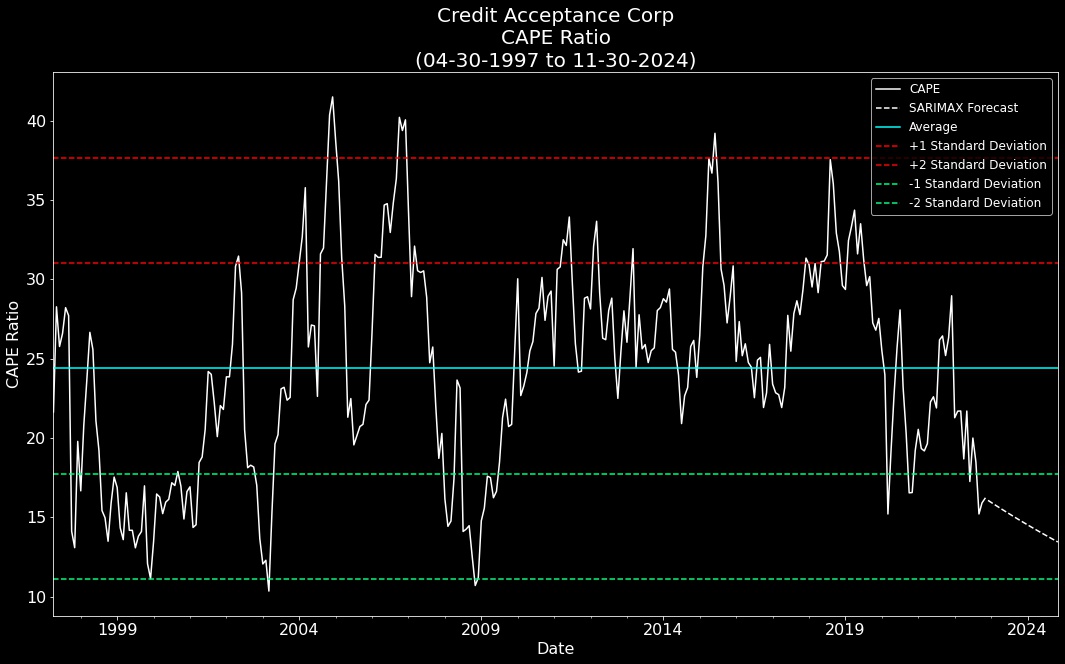 Credit Acceptance Corp
CAPE Ratio
(04-30-1997 to 11-30-2024)
CAPE
SARIMAX Forecast
Average
+1 Standard Deviation
+2 Standard Deviation
-1 Standard Deviation
-2 Standard Deviation
CAPE Ratio
40
35
30
25
20
15
10
1999
2004
2009
2014
2019
2024
Date